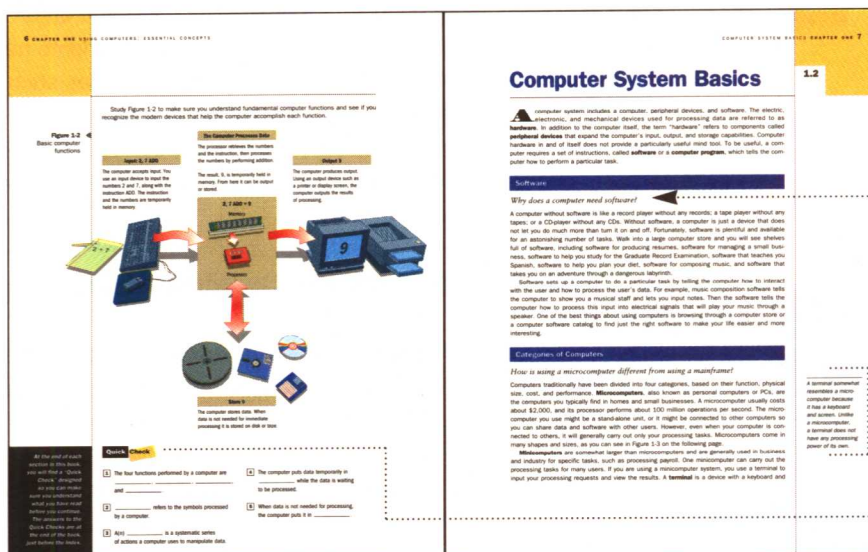 6 CHAPTER ONE USING COMPUTERS: ESSENTIAL CONCEPTS
Study Figure 1-2 to make sure you understand fundamental computer functions and see if you
recognize the modern devices that help the computer accomplish each function.
Figure 1-2
Basic computer
functions
The Computer Processes Data
The processor retrieves the numbers
and the instruction, then processes
the numbers by performing addition.
The result, 9, is temporarily held in
memory. From here it can be output
or stored.
Input: 2, 7 ADD
The computer accepts input. You
use an input device to input the
numbers 2 and 7, along with the
instruction ADD. The instruction
and the numbers are temporarily
held in memory.
Output 9
The computer produces output.
Using an output device such as
a printer or display screen, the
computer outputs the results
of processing.
2, 7 ADD = 9
Memory
Processor
9
Store 9
The computer stores data. When
data is not needed for immediate
processing it is stored on disk or tape.
At the end of each
section in this book,
you will find a "Quick
Check" designed
so you can make
sure you understand
what you have read
before you continue.
The answers to the
Quick Checks are at
the end of the book,
just before the index.
Quick Check
1 The four functions performed by a computer are
and
2 refers to the symbols processed
by a computer.
3 A(n) is a systematic series
of actions a computer uses to manipulate data.
4 The computer puts data temporarily in
while the data is waiting
to be processed.
5 When data is not needed for processing,
the computer puts it in
COMPUTER SYSTEM BASICS CHAPTER ONE 7
Computer System Basics
1.2
A computer system includes a computer, peripheral devices, and software. The electric,
electronic, and mechanical devices used for processing data are referred to as
hardware. In addition to the computer itself, the term "hardware" refers to components called
peripheral devices that expand the computer's input, output, and storage capabilities. Computer
hardware in and of itself does not provide a particularly useful mind tool. To be useful, a com-
puter requires a set of instructions, called software or a computer program, which tells the com-
puter how to perform a particular task.
Software
Why does a computer need software?
A computer without software is like a record player without any records; a tape player without any
tapes; or a CD-player without any CDs. Without software, a computer is just a device that does
not let you do much more than turn it on and off. Fortunately, software is plentiful and available
for an astonishing number of tasks. Walk into a large computer store and you will see shelves
full of software, including software for producing resumes, software for managing a small bus-
ness, software to help you study for the Graduate Record Examination, software that teaches you
Spanish, software to help you plan your diet, software for composing music, and software that
takes you on an adventure through a dangerous labyrinth.
Software sets up a computer to do a particular task by telling the computer how to interact
with the user and how to process the user's data. For example, music composition software tells
the computer to show you a musical staff and lets you input notes. Then the software tells the
computer how to process this input into electrical signals that will play your music through a
speaker. One of the best things about using computers is browsing through a computer store or
a computer software catalog to find just the right software to make your life easier and more
interesting.
Categories of Computers
How is using a microcomputer different from using a mainframe?
Computers traditionally have been divided into four categories, based on their function, physical
size, cost, and performance. Microcomputers, also known as personal computers or PCs, are
the computers you typically find in homes and small businesses. A microcomputer usually costs
about $2,000, and its processor performs about 100 million operations per second. The micro-
computer you use might be a stand-alone unit, or it might be connected to other computers so
you can share data and software with other users. However, even when your computer is con-
nected to others, it will generally carry out only your processing tasks. Microcomputers come in
many shapes and sizes, as you can see in Figure 1-3 on the following page.
Minicomputers are somewhat larger than microcomputers and are generally used in business
and industry for specific tasks, such as processing payroll. One minicomputer can carry out the
processing tasks for many users. If you are using a minicomputer system, you use a terminal to
input your processing requests and view the results. A terminal is a device with a keyboard and
A terminal somewhat
resembles a micro-
computer because
it has a keyboard
and screen. Unlike
a microcomputer,
a terminal does not
have any processing
power of its own.